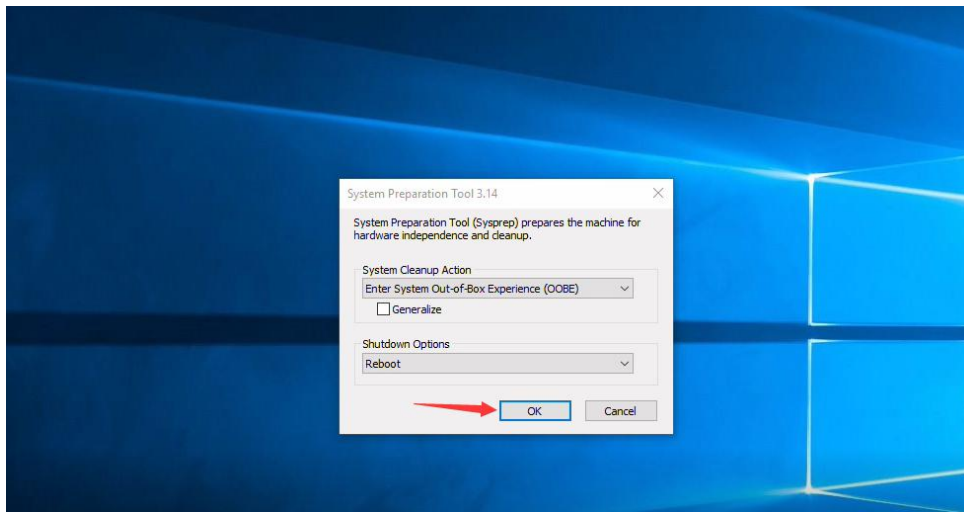 System Preparation Tool 3.14
System Preparation Tool (Sysprep) prepares the machine for
hardware independence and cleanup.
System Cleanup Action
Enter System Out-of-Box Experience (OOBE)
Generalize
Shutdown Options
Reboot
OK Cancel